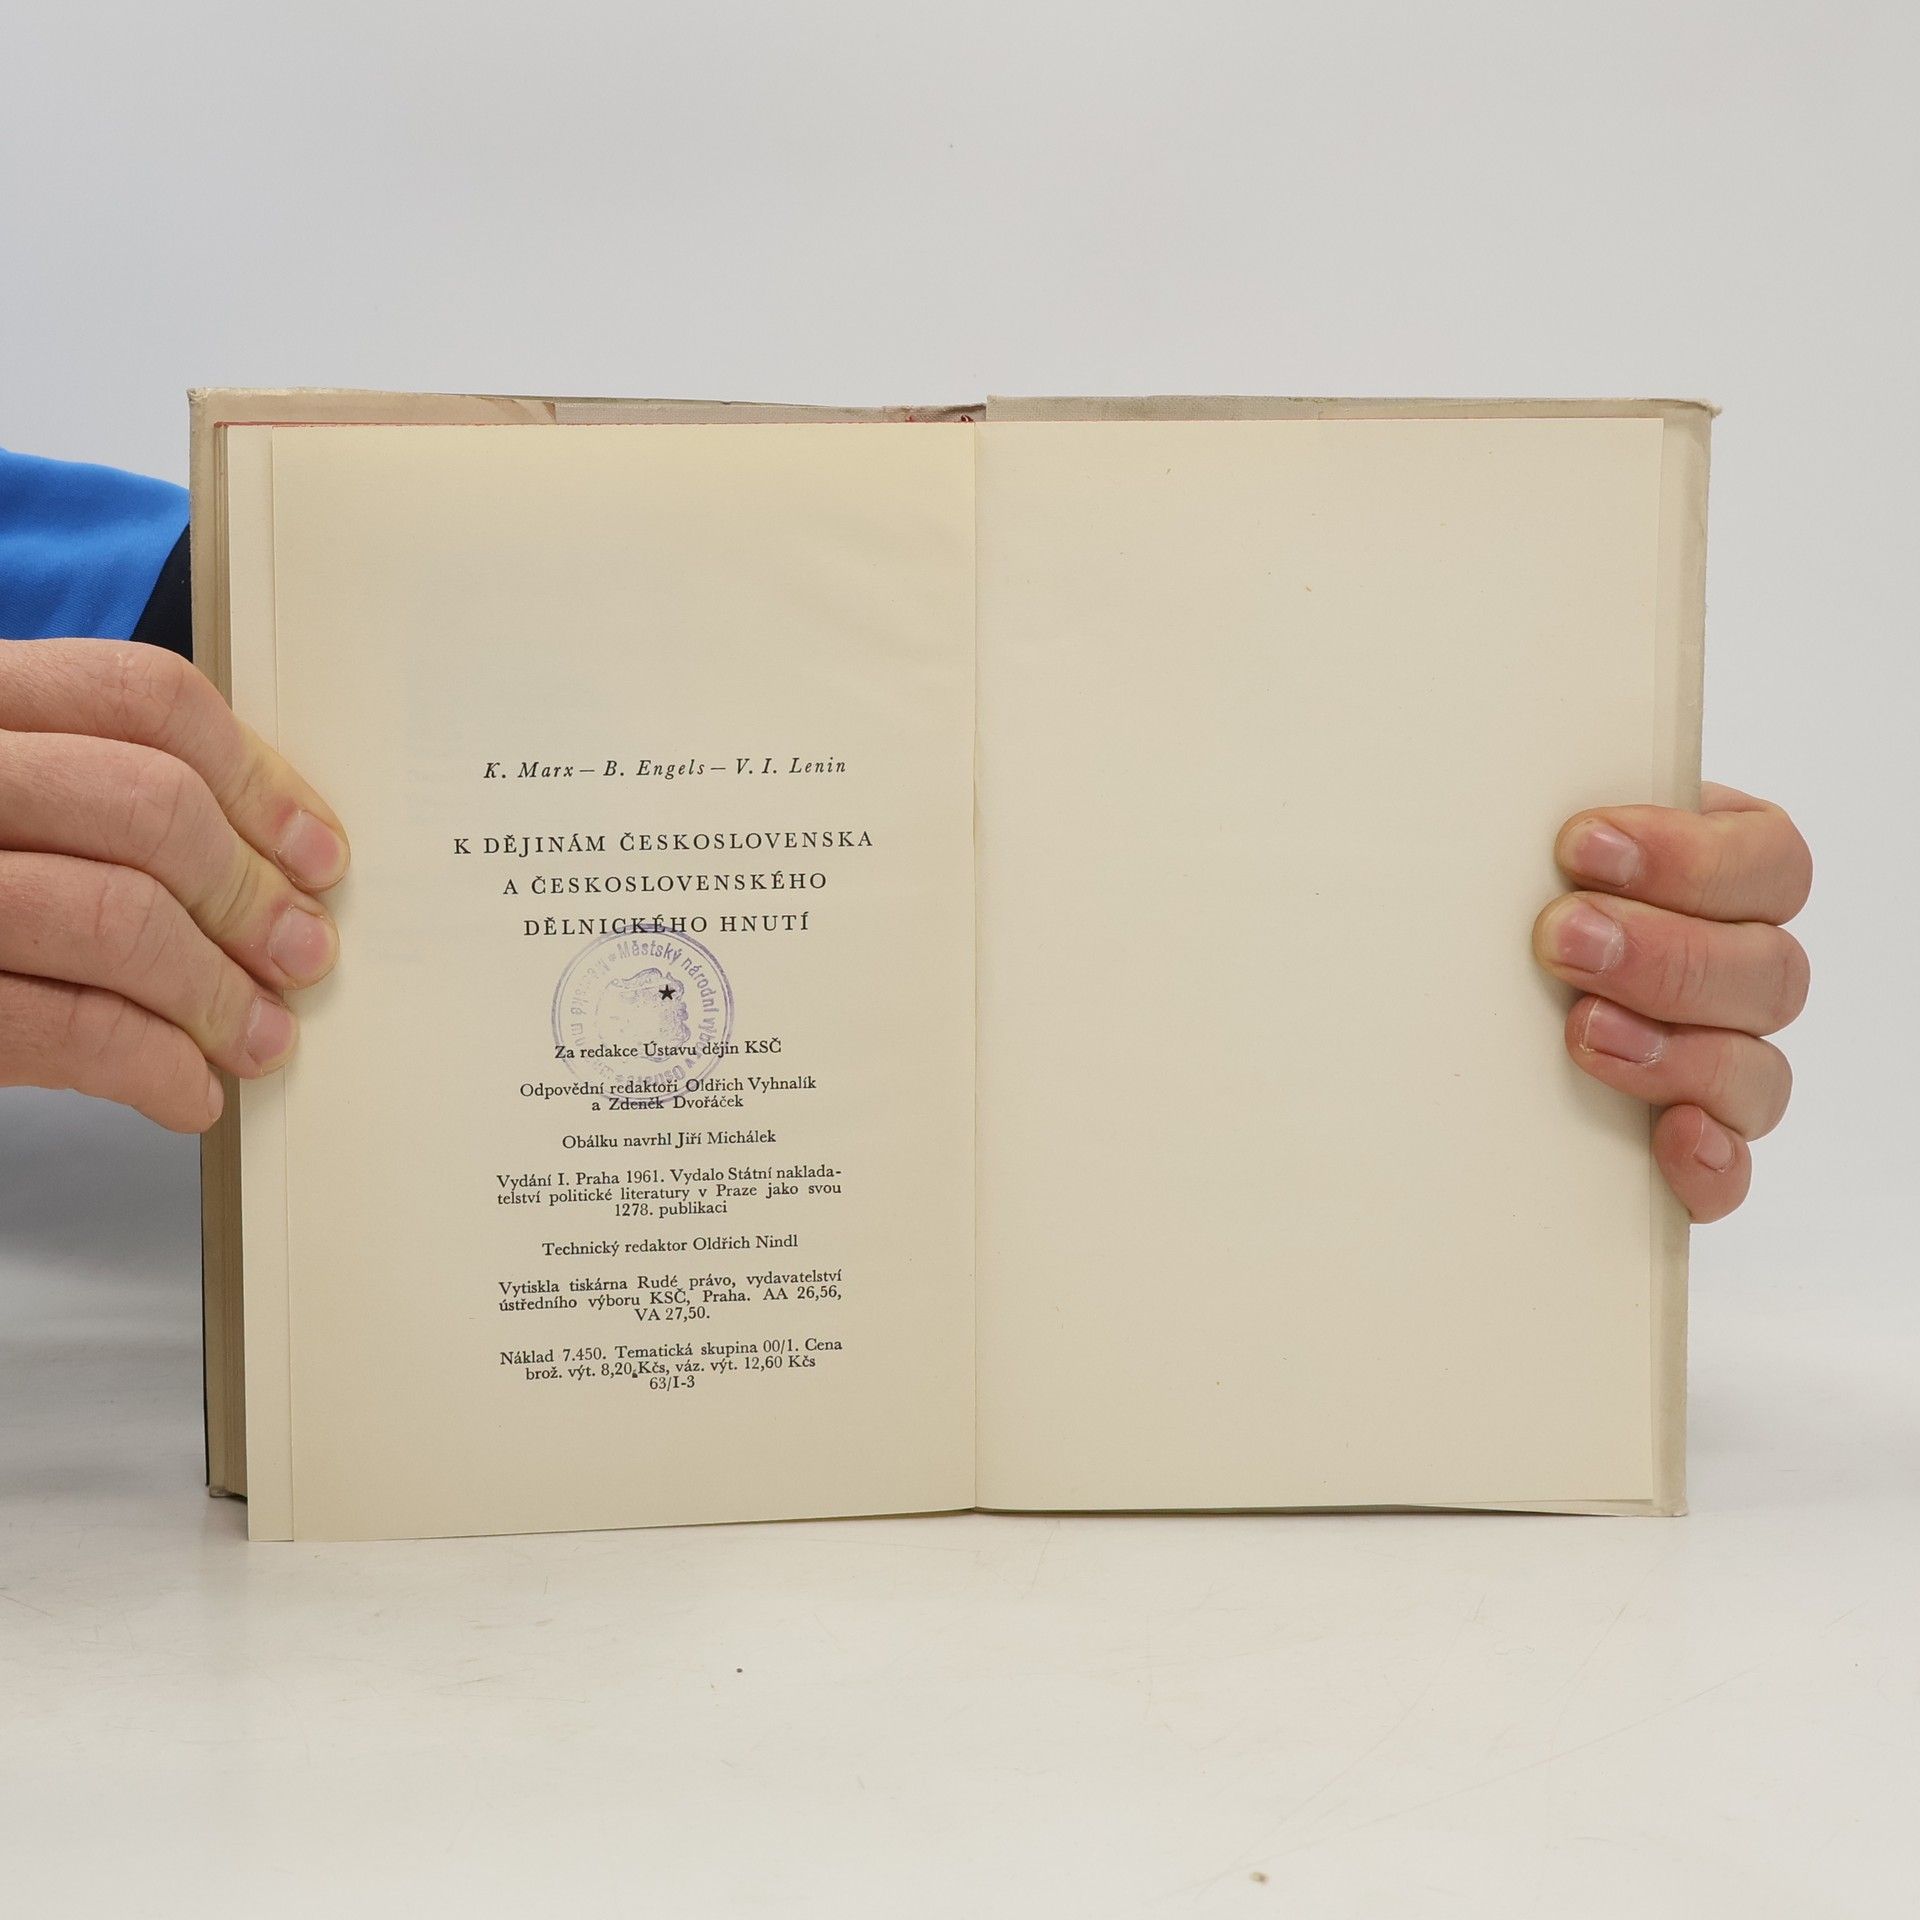 K. Marx — B. Engels — V. I. Lenin
K DĚJINÁM ČESKOSLOVENSKA
A ČESKOSLOVENSKÉHO
DĚLNICKÉHO HNUTÍ
Městský národní výbor v
Za redakce Ústavu dějin KSČ
Odpovědní redaktoři Oldřich Vyhnalík
a Zdeněk Dvořáček
Obálku navrhl Jiří Michálek
Vydání I. Praha 1961. Vydalo Státní naklada-
telství politické literatury v Praze jako svou
1278. publikaci
Technický redaktor Oldřich Nindl
Vytiskla tiskárna Rudé právo, vydavatelství
ústředního výboru KSČ, Praha. AA 26,56,
VA 27,50.
Náklad 7.450. Tematická skupina 00/1. Cena
brož. výt. 8,20 Kčs, váz. výt. 12,60 Kčs
63/I-3